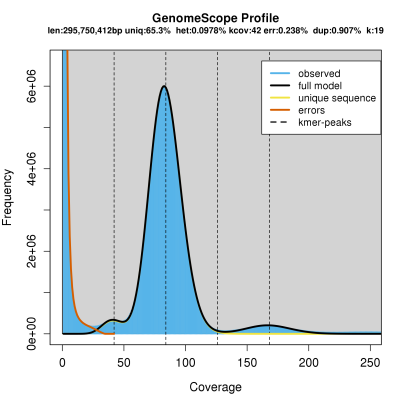 GenomeScope Profile
len:295,750,412bp uniq:65.3% het:0.0978% kcov:42 err:0.238% dup:0.907% k:19
observed
full model
unique sequence
errors
kmer-peaks
Frequency
0e+00
2e+06
4e+06
6e+06
0 50 100 150 200 250
Coverage